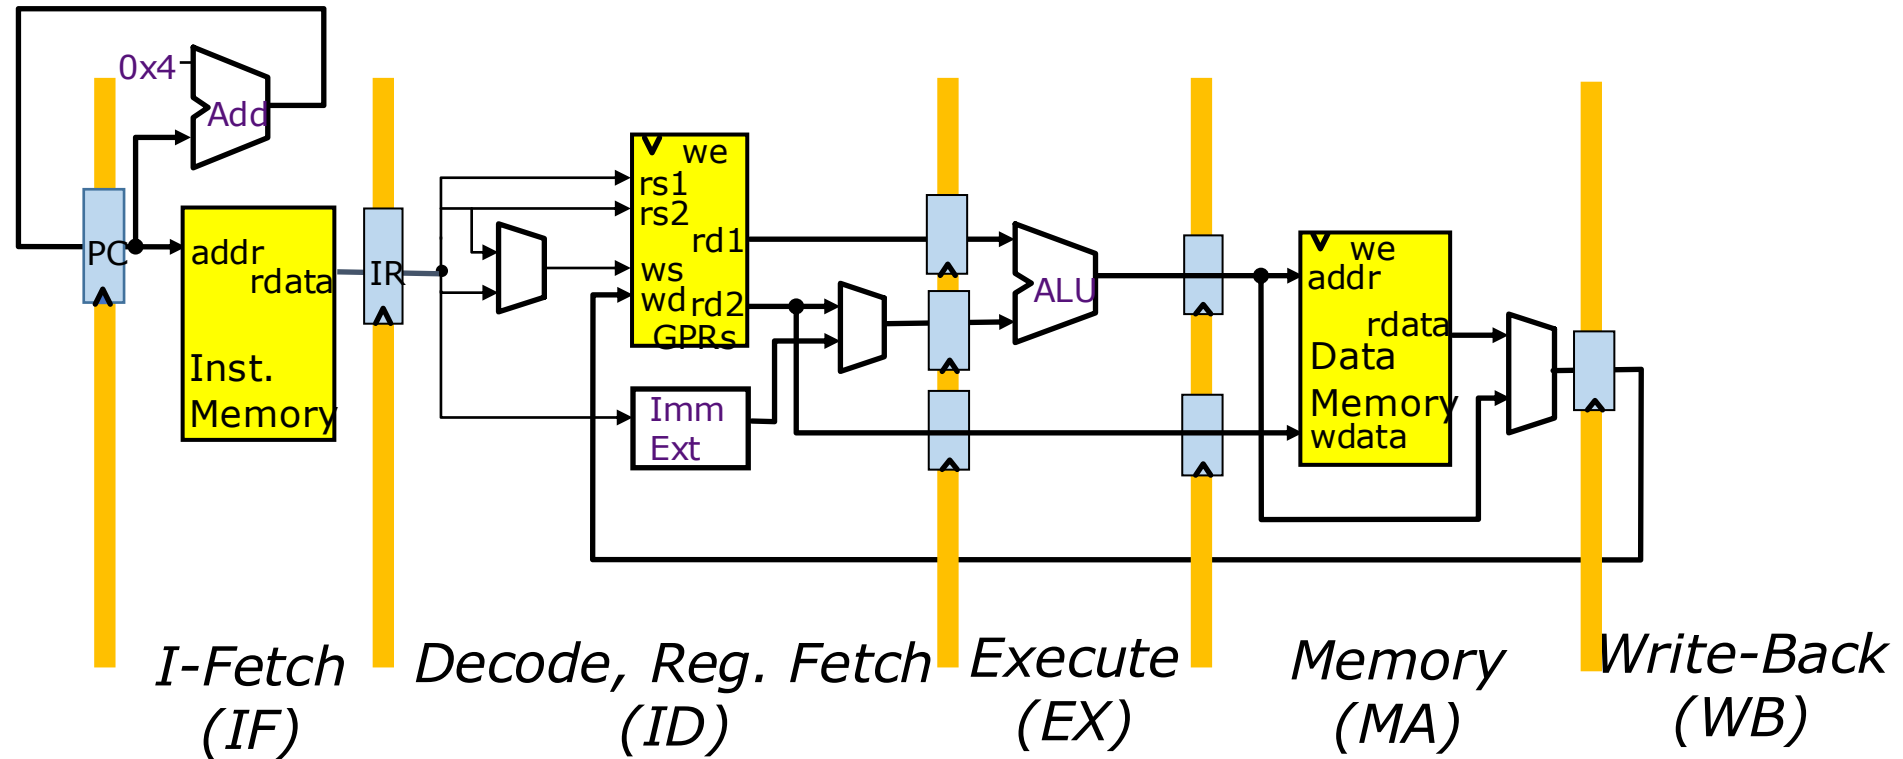 0x4
Add
PC
addr
rdata
Inst.
Memory
IR
we
rs1
rs2
rd1
ws
wd rd2
GPRs
Imm
Ext
ALU
we
addr
rdata
Data
Memory
wdata
I-Fetch
(IF)
Decode, Reg. Fetch
(ID)
Execute
(EX)
Memory
(MA)
Write-Back
(WB)